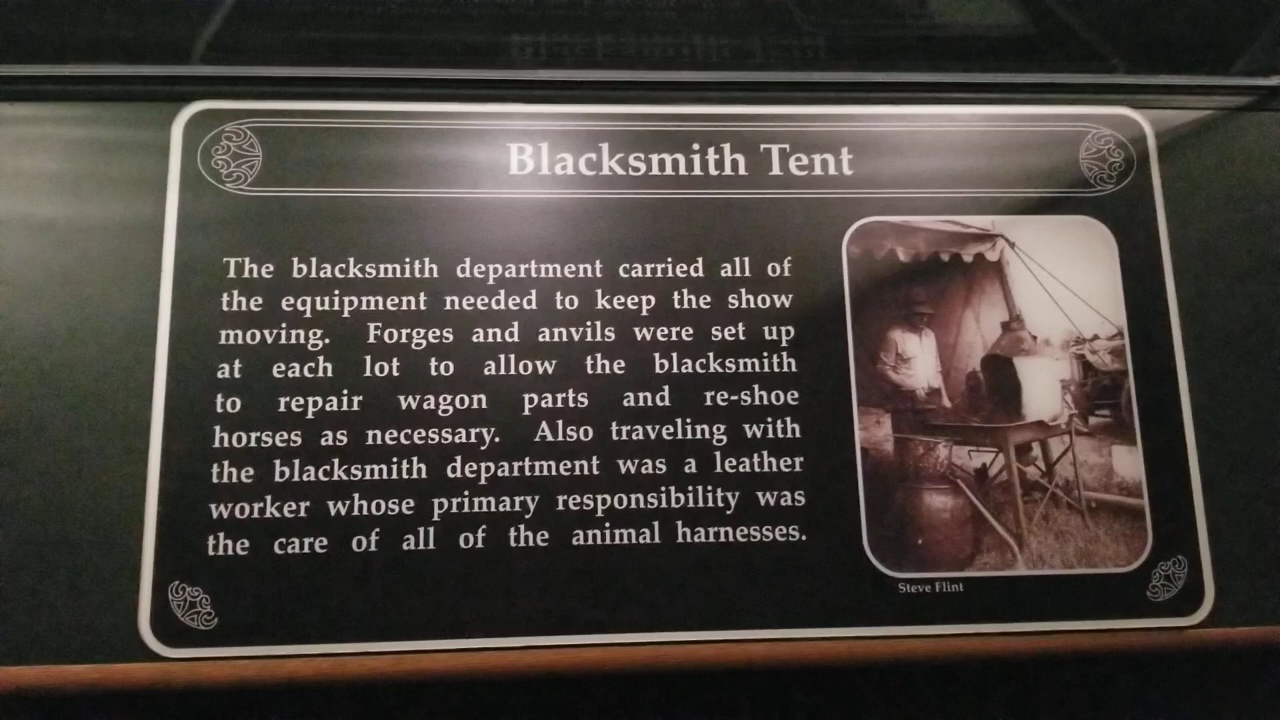 Blacksmith Tent
The blacksmith department carried all of
the equipment needed to keep the show
moving. Forges and anvils were set up
at each lot to allow the blacksmith
to repair wagon parts and re-shoe
horses as necessary. Also traveling with
the blacksmith department was a leather
worker whose primary responsibility was
the care of all of the animal harnesses.
Steve Flint